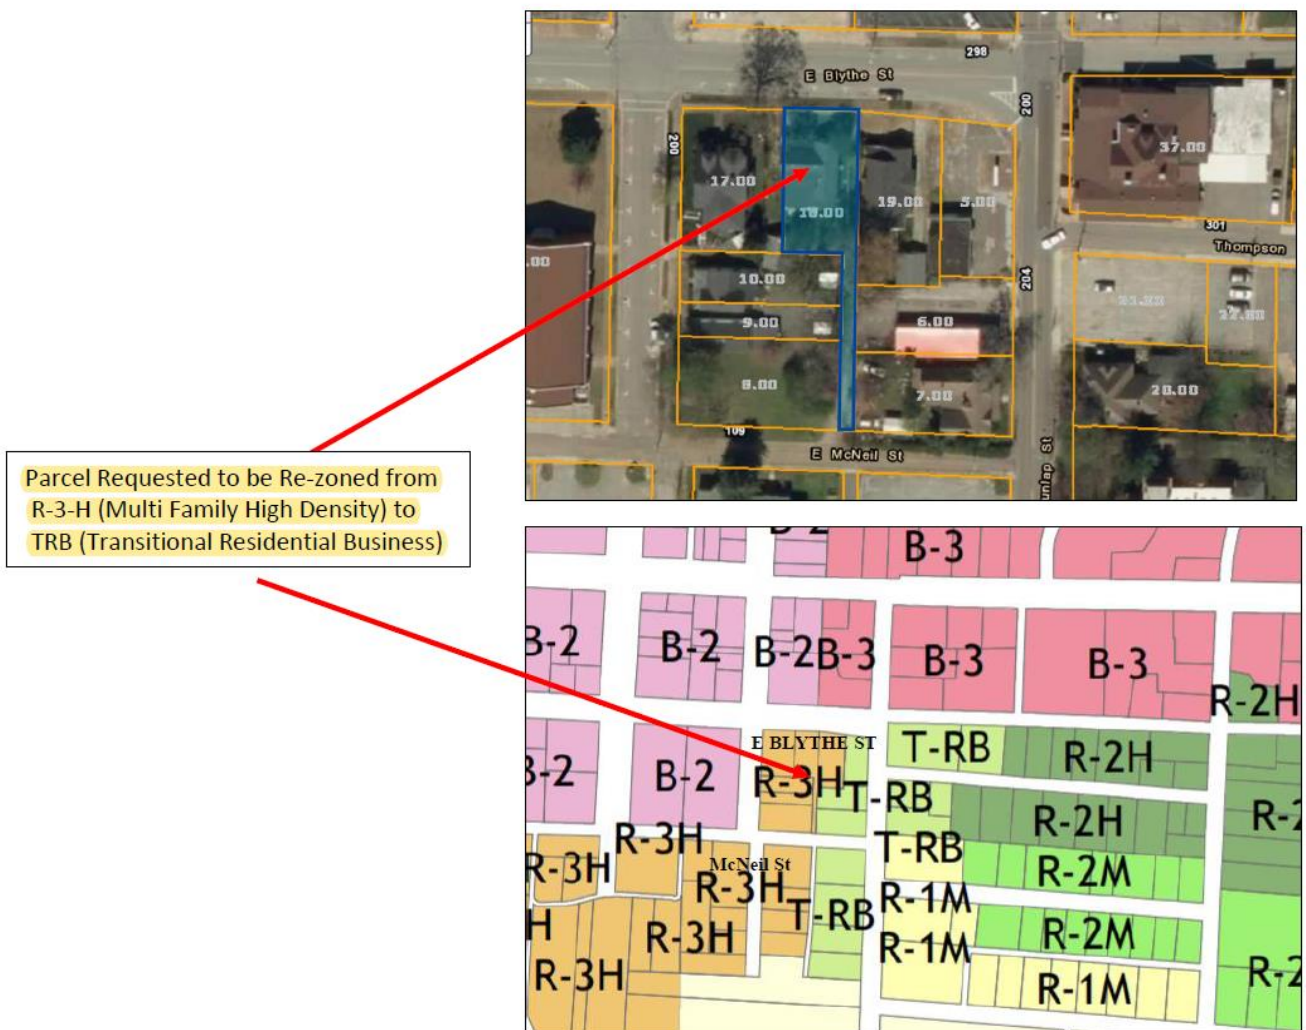 298
E Blythe St
200
200
37.00
17.00
18.00
19.00
5.00
301
Thompson
.00
10.00
204
9.00
6.00
8.00
7.00
20.00
109
E McNeil St
unlap St
Parcel Requested to be Re-zoned from
R-3-H (Multi Family High Density) to
TRB (Transitional Residential Business)
B-3
B-2
B-2
B-2
B-3
B-3
B-3
R-2H
E BLYTHE ST
T-RB
R-2H
B-2
B-2
R-3H
T-RB
R-2H
R-3H
T-RB
R-3H
McNeil St
R-3H
R-2M
T-RB
R-1M
R-3H
R-1M
R-2M
R-3H
R-1M